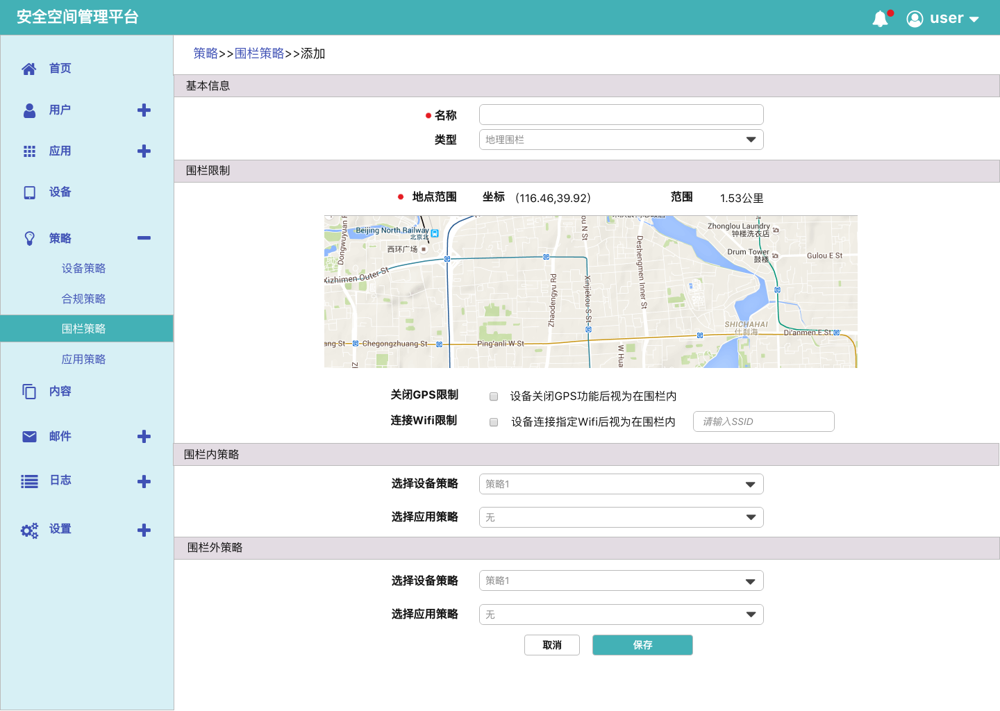 安全空间管理平台
user
首页
用户
应用
设备
策略
设备策略
合规策略
围栏策略
应用策略
内容
邮件
日志
设置
策略>>围栏策略>>添加
基本信息
名称
类型 地理围栏
围栏限制
地点范围 坐标 (116.46,39.92) 范围 1.53公里
Beijing North Railway
北京北
西环广场
Dongwuyuan
Xizhimen Outer St
Zhaodengyu Rd
Xinjiekou S St
ou N St
Deshengmen Inner St
Zhonglou Laundry
钟楼洗衣店
Drum Tower
鼓楼
Gulou E St
SHICHAHAI
什刹海
Di'anmen E St
ang St
Chegongzhuang St
Ping'anli W St
W Hua
关闭GPS限制 设备关闭GPS功能后视为在围栏内
连接Wifi限制 设备连接指定Wifi后视为在围栏内 请输入SSID
围栏内策略
选择设备策略 策略1
选择应用策略 无
围栏外策略
选择设备策略 策略1
选择应用策略 无
取消 保存